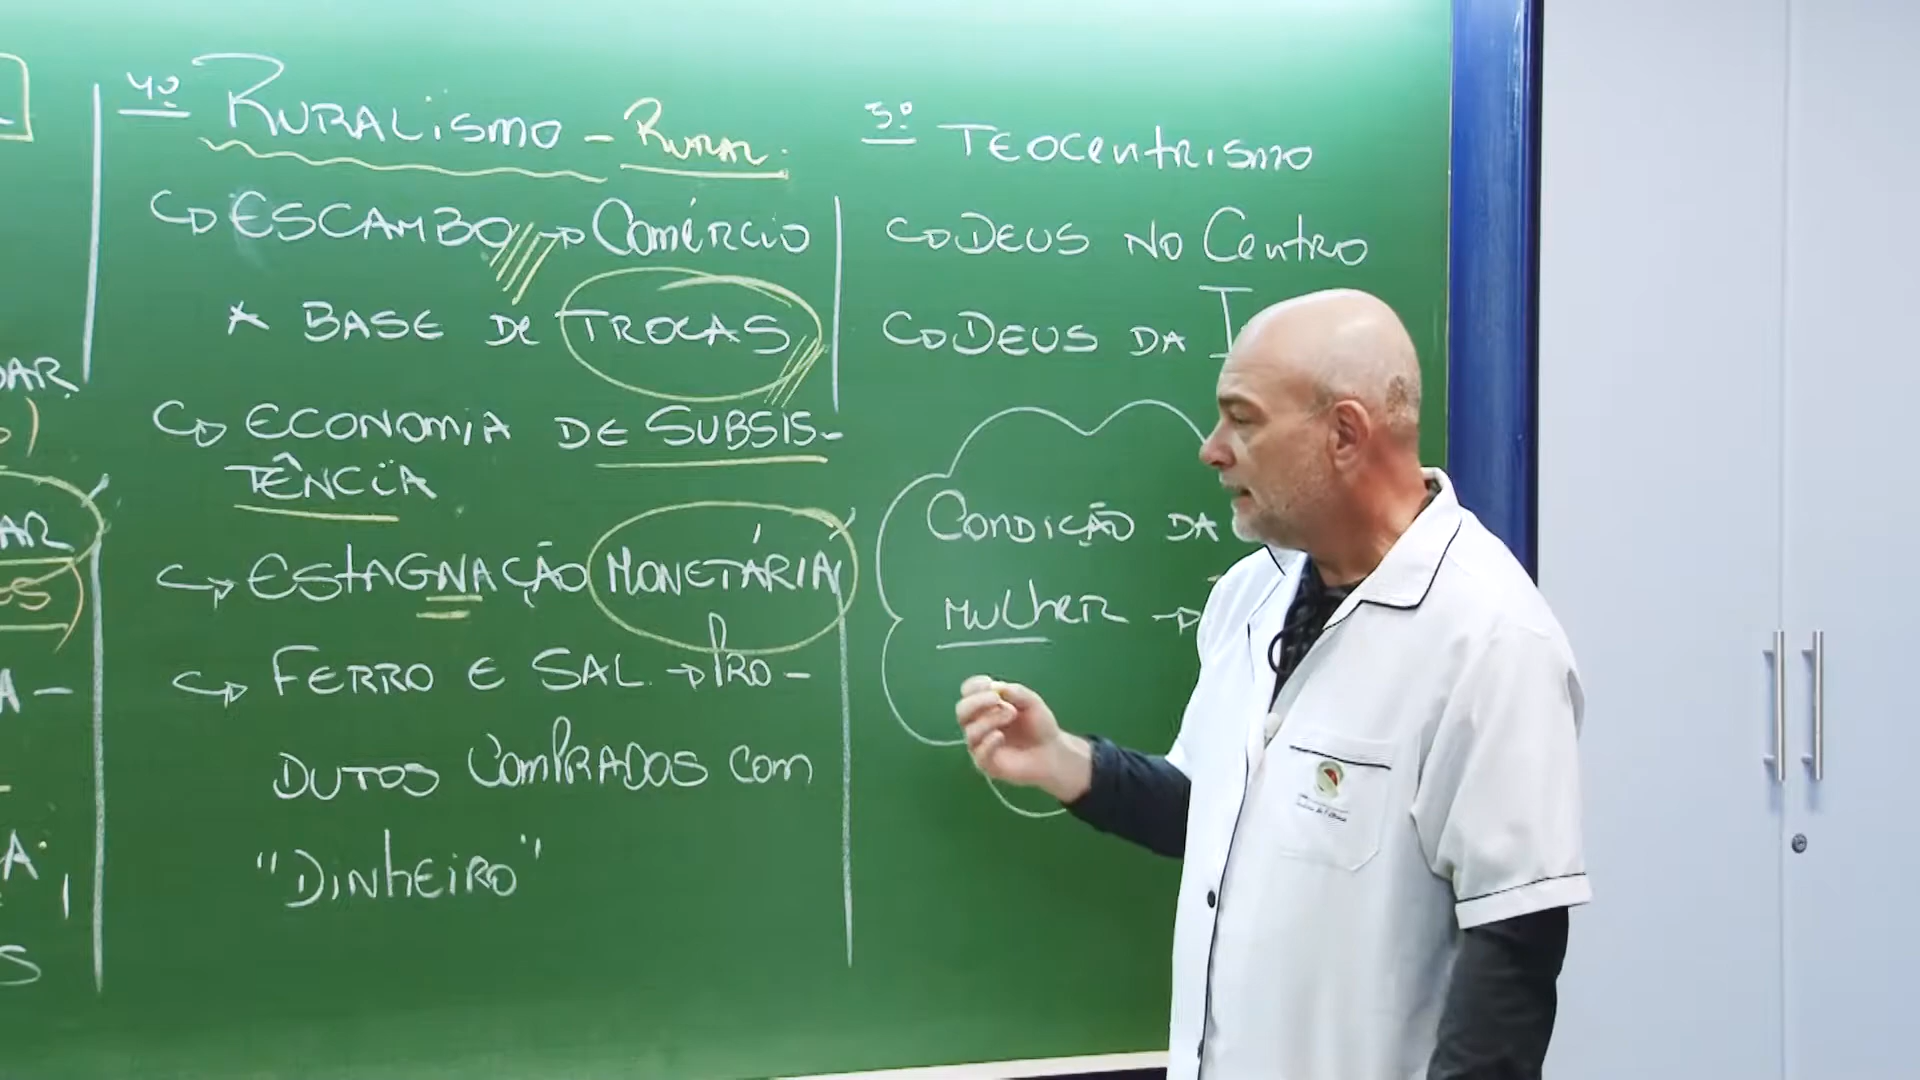 4º RURALISMO - RURAL.
ESCAMBO → COMÉRCIO
A BASE DE TROCAS
ECONOMIA DE SUBSIS-
TÊNCIA
ESTAGNAÇÃO MONETÁRIA
FERRO E SAL → PRO-
DUTOS COMPRADOS COM
"DINHEIRO"
5º TEOCENTRISMO
DEUS NO CENTRO
DEUS DA
CONDIÇÃO DA
MULHER →